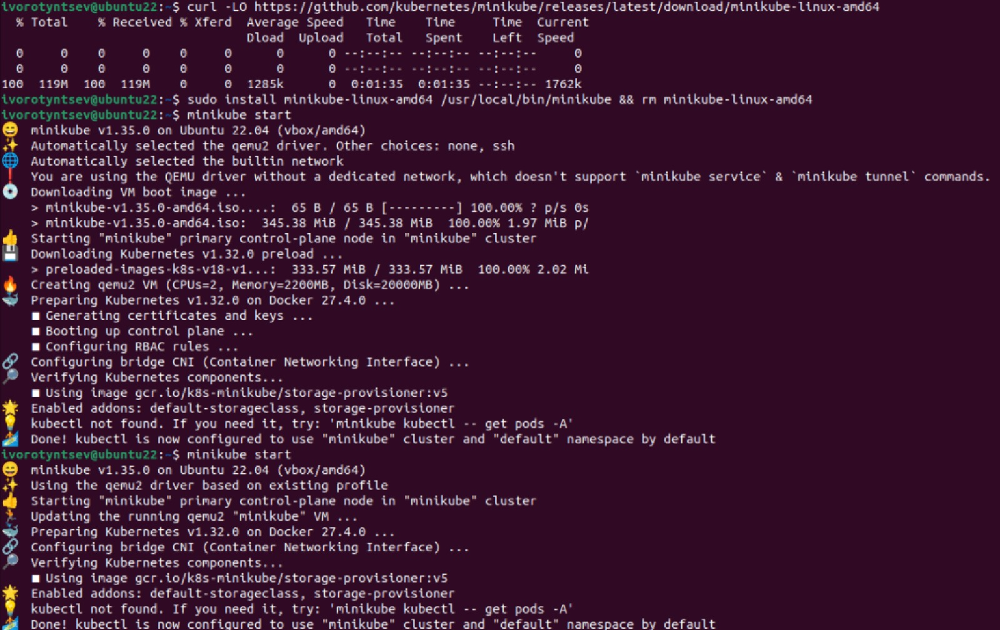 ivorotyntsev@ubuntu22:~$ curl -LO https://github.com/kubernetes/minikube/releases/latest/download/minikube-linux-amd64
  % Total    % Received % Xferd  Average Speed   Time    Time     Time  Current
                                 Dload  Upload   Total   Spent    Left  Speed
  0     0    0     0    0     0      0      0 --:--:-- --:--:-- --:--:--     0
  0     0    0     0    0     0      0      0 --:--:-- --:--:-- --:--:--     0
100  119M  100  119M    0     0  1285k      0  0:01:35  0:01:35 --:--:-- 1762k
ivorotyntsev@ubuntu22:~$ sudo install minikube-linux-amd64 /usr/local/bin/minikube && rm minikube-linux-amd64
ivorotyntsev@ubuntu22:~$ minikube start
😄  minikube v1.35.0 on Ubuntu 22.04 (vbox/amd64)
✨  Automatically selected the qemu2 driver. Other choices: none, ssh
🌐  Automatically selected the builtin network
❗  You are using the QEMU driver without a dedicated network, which doesn't support `minikube service` & `minikube tunnel` commands.
💿  Downloading VM boot image ...
    > minikube-v1.35.0-amd64.iso....:  65 B / 65 B [---------] 100.00% ? p/s 0s
    > minikube-v1.35.0-amd64.iso:  345.38 MiB / 345.38 MiB  100.00% 1.97 MiB p/
👍  Starting "minikube" primary control-plane node in "minikube" cluster
💾  Downloading Kubernetes v1.32.0 preload ...
    > preloaded-images-k8s-v18-v1...:  333.57 MiB / 333.57 MiB  100.00% 2.02 Mi
🔥  Creating qemu2 VM (CPUs=2, Memory=2200MB, Disk=20000MB) ...
🐳  Preparing Kubernetes v1.32.0 on Docker 27.4.0 ...
    ▪ Generating certificates and keys ...
    ▪ Booting up control plane ...
    ▪ Configuring RBAC rules ...
🔗  Configuring bridge CNI (Container Networking Interface) ...
🔎  Verifying Kubernetes components...
    ▪ Using image gcr.io/k8s-minikube/storage-provisioner:v5
🌟  Enabled addons: default-storageclass, storage-provisioner
💡  kubectl not found. If you need it, try: 'minikube kubectl -- get pods -A'
🏄  Done! kubectl is now configured to use "minikube" cluster and "default" namespace by default
ivorotyntsev@ubuntu22:~$ minikube start
😄  minikube v1.35.0 on Ubuntu 22.04 (vbox/amd64)
✨  Using the qemu2 driver based on existing profile
👍  Starting "minikube" primary control-plane node in "minikube" cluster
🏃  Updating the running qemu2 "minikube" VM ...
🐳  Preparing Kubernetes v1.32.0 on Docker 27.4.0 ...
🔗  Configuring bridge CNI (Container Networking Interface) ...
🔎  Verifying Kubernetes components...
    ▪ Using image gcr.io/k8s-minikube/storage-provisioner:v5
🌟  Enabled addons: default-storageclass, storage-provisioner
💡  kubectl not found. If you need it, try: 'minikube kubectl -- get pods -A'
🏄  Done! kubectl is now configured to use "minikube" cluster and "default" namespace by default